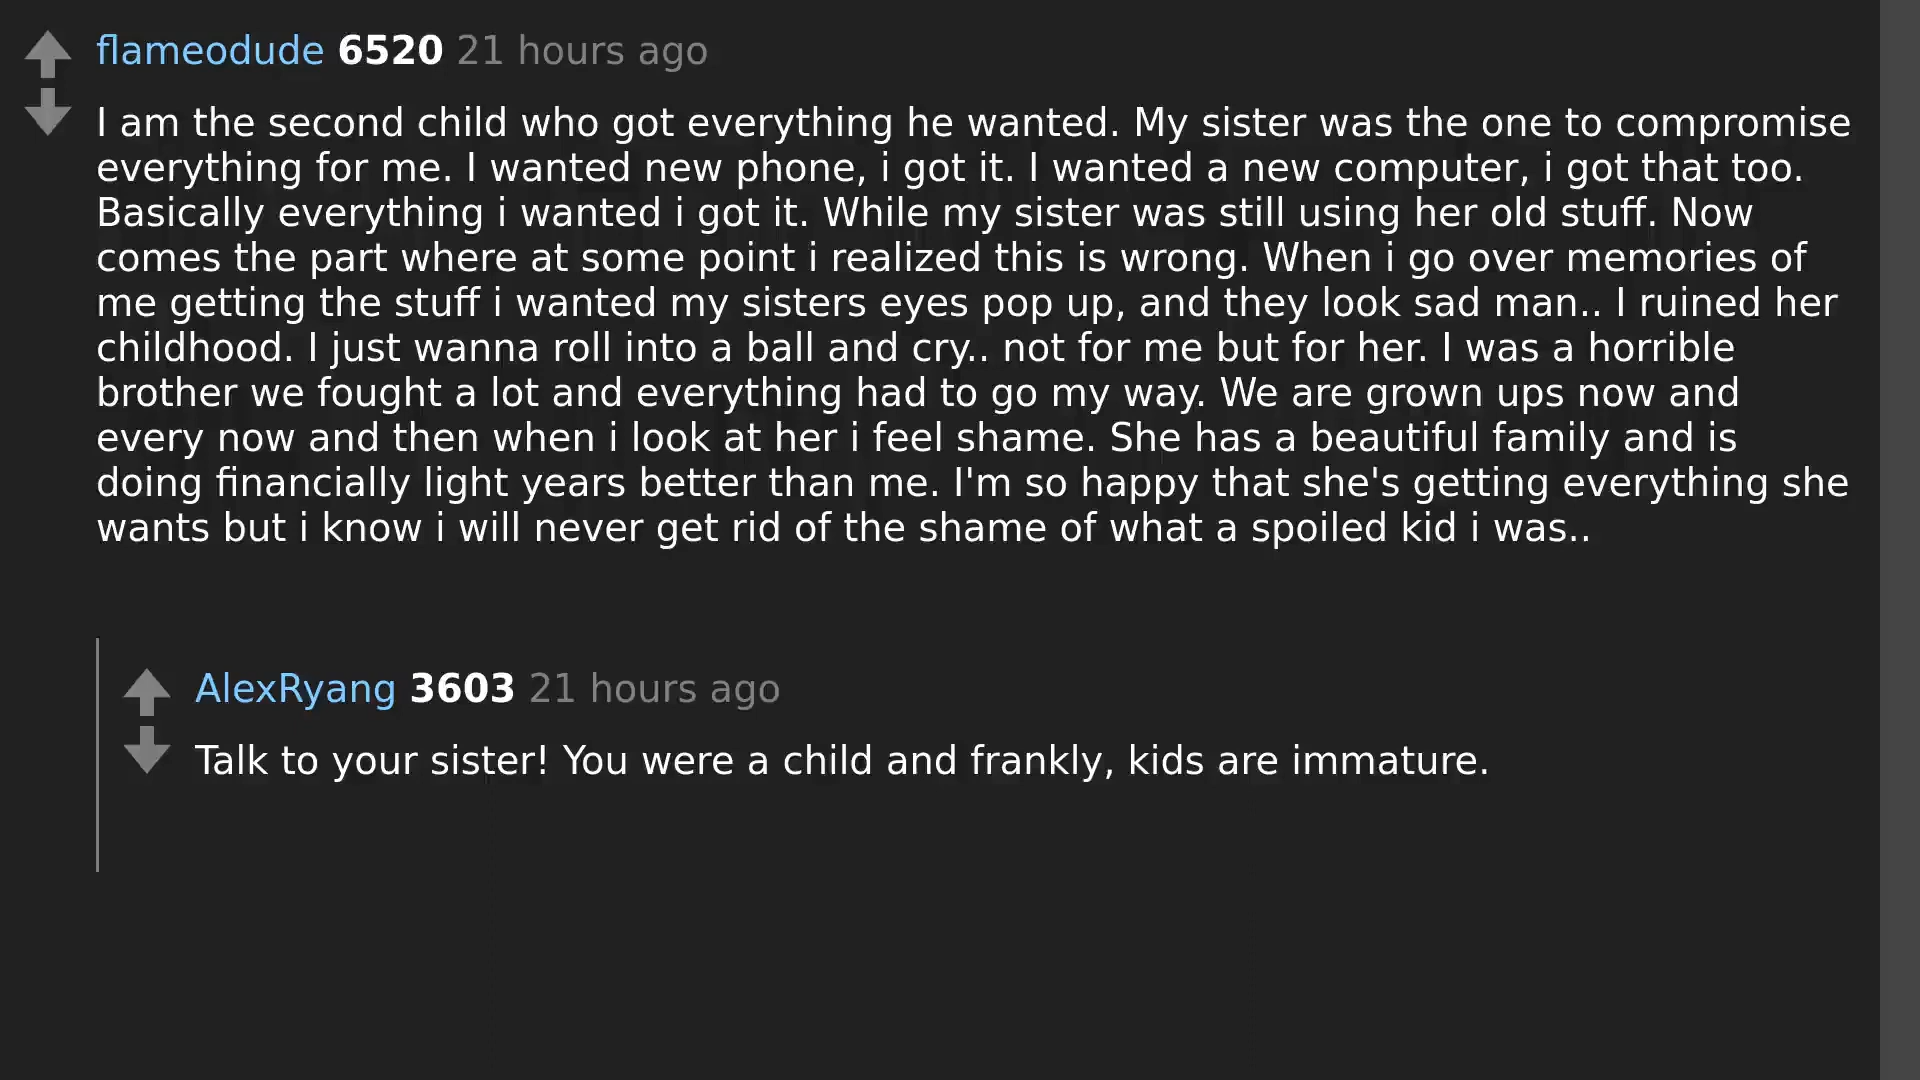 flameodude 6520 21 hours ago
I am the second child who got everything he wanted. My sister was the one to compromise
everything for me. I wanted new phone, i got it. I wanted a new computer, i got that too.
Basically everything i wanted i got it. While my sister was still using her old stuff. Now
comes the part where at some point i realized this is wrong. When i go over memories of
me getting the stuff i wanted my sisters eyes pop up, and they look sad man.. I ruined her
childhood. I just wanna roll into a ball and cry.. not for me but for her. I was a horrible
brother we fought a lot and everything had to go my way. We are grown ups now and
every now and then when i look at her i feel shame. She has a beautiful family and is
doing financially light years better than me. I'm so happy that she's getting everything she
wants but i know i will never get rid of the shame of what a spoiled kid i was..
AlexRyang 3603 21 hours ago
Talk to your sister! You were a child and frankly, kids are immature.